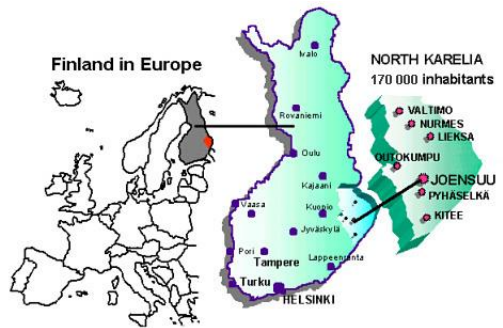 Finland in Europe
Ivalo
Rovaniemi
Oulu
Kajaani
Vaasa
Kuopio
Jyväskylä
Pori
Tampere
Lappeenranta
Turku
HELSINKI
NORTH KARELIA
170 000 inhabitants
VALTIMO
NURMES
LIEKSA
OUTOKUMPU
JOENSUU
PYHÄSELKÄ
KITEE